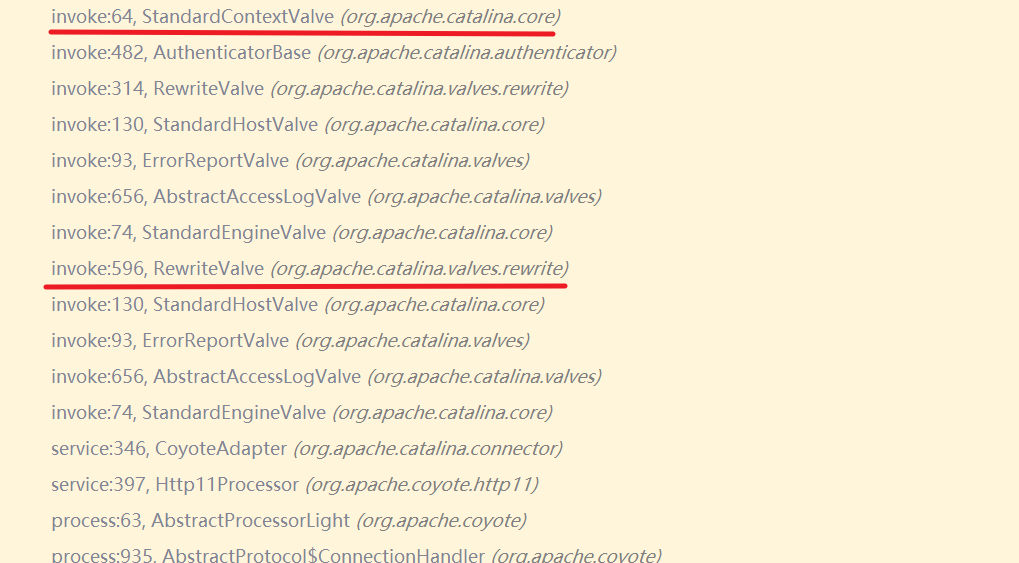 invoke:64, StandardContextValve (org.apache.catalina.core)
invoke:482, AuthenticatorBase (org.apache.catalina.authenticator)
invoke:314, RewriteValve (org.apache.catalina.valves.rewrite)
invoke:130, StandardHostValve (org.apache.catalina.core)
invoke:93, ErrorReportValve (org.apache.catalina.valves)
invoke:656, AbstractAccessLogValve (org.apache.catalina.valves)
invoke:74, StandardEngineValve (org.apache.catalina.core)
invoke:596, RewriteValve (org.apache.catalina.valves.rewrite)
invoke:130, StandardHostValve (org.apache.catalina.core)
invoke:93, ErrorReportValve (org.apache.catalina.valves)
invoke:656, AbstractAccessLogValve (org.apache.catalina.valves)
invoke:74, StandardEngineValve (org.apache.catalina.core)
service:346, CoyoteAdapter (org.apache.catalina.connector)
service:397, Http11Processor (org.apache.coyote.http11)
process:63, AbstractProcessorLight (org.apache.coyote)
process:935, AbstractProtocol$ConnectionHandler (org.apache.coyote)